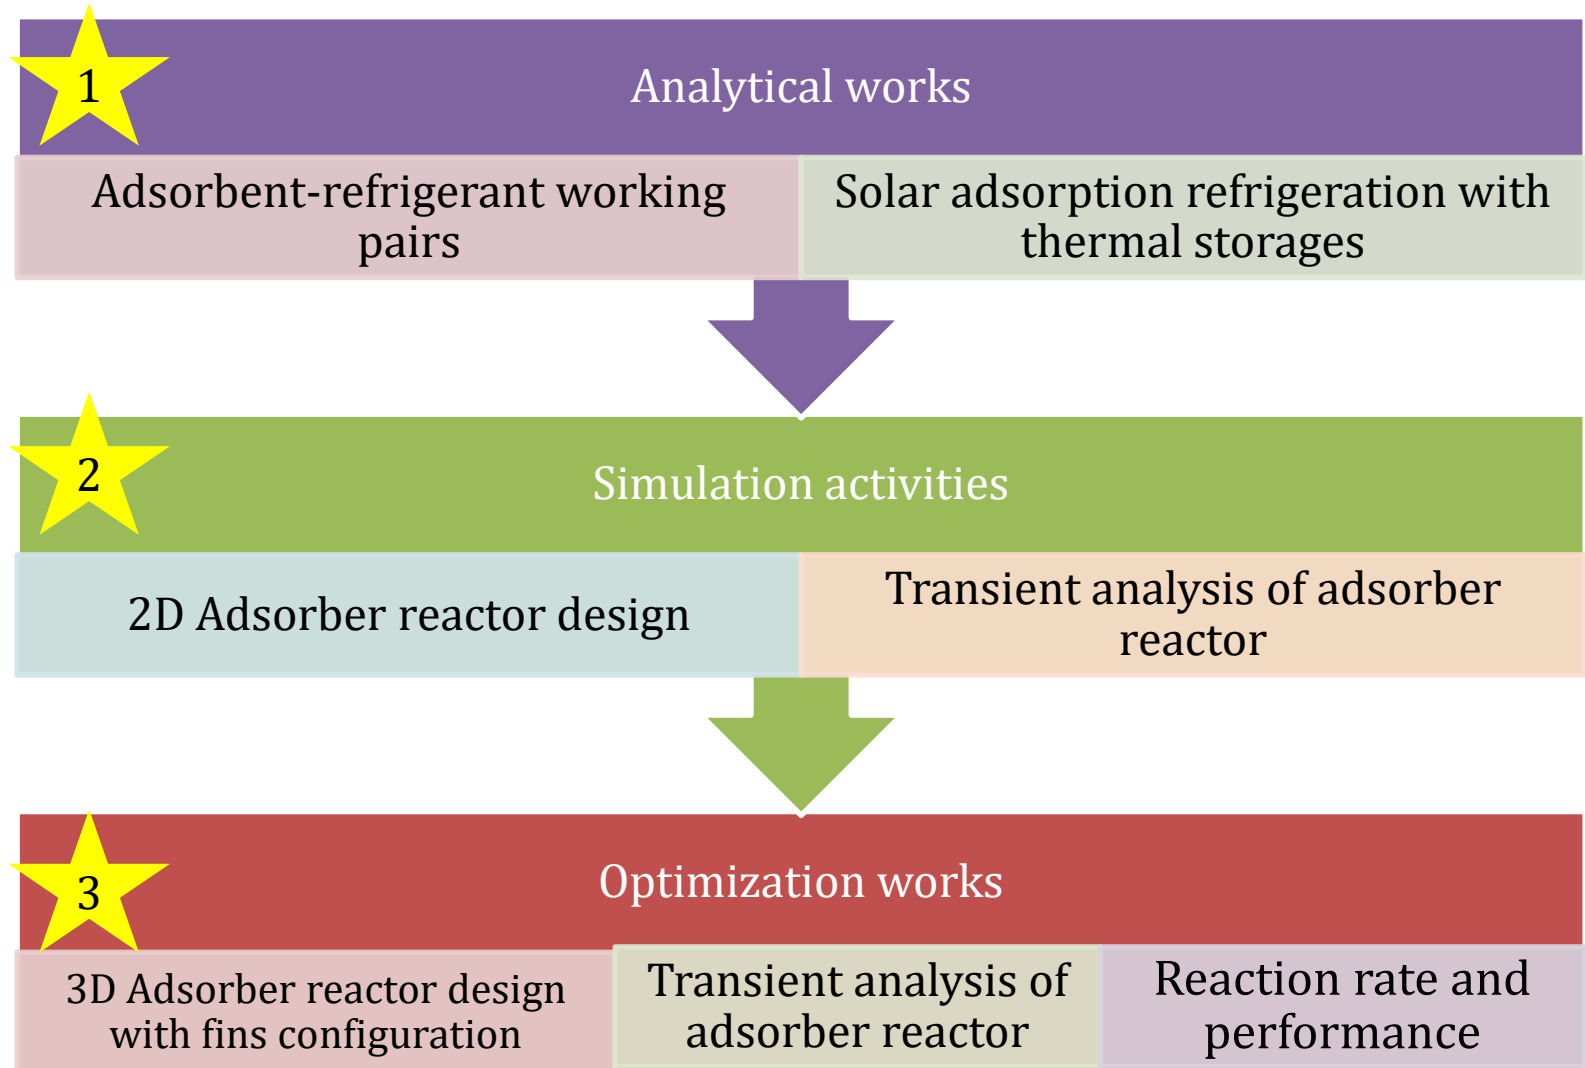 1
Analytical works
Adsorbent-refrigerant working
pairs
Solar adsorption refrigeration with
thermal storages
2
Simulation activities
2D Adsorber reactor design
Transient analysis of adsorber
reactor
3
Optimization works
3D Adsorber reactor design
with fins configuration
Transient analysis of
adsorber reactor
Reaction rate and
performance